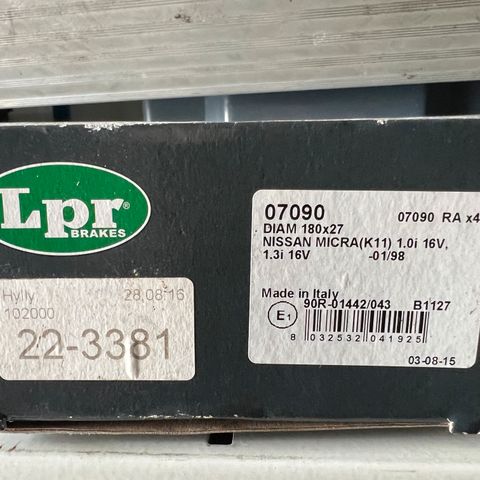 Lpr
BRAKES
Hylly 28.08.16
102000
22-3381
07090 07090 RA x4
DIAM 180x27
NISSAN MICRA(K11) 1.0i 16V,
1.3i 16V -01/98
Made in Italy
E1 90R-01442/043 B1127
8 032532 041925
03-08-15